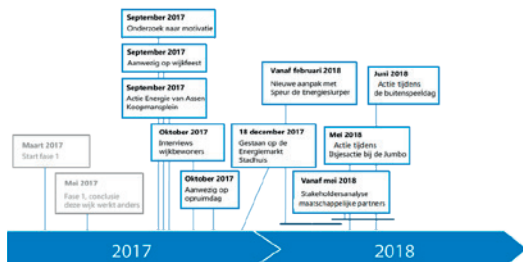 September 2017
Onderzoek naar motivatie
September 2017
Aanwezig op wijkfeest
September 2017
Actie Energie van Assen
Koopmansplein
Vanaf februari 2018
Nieuwe aanpak met
Speur de Energieslurper
Juni 2018
Actie tijdens
de buitenspeeldag
Maart 2017
Start fase 1
Oktober 2017
Interviews
wijkbewoners
18 december 2017
Gestaan op de
Energiemarkt
Stadhuis
Mei 2018
Actie tijdens
IJsjesactie bij de Jumbo
Mei 2017
Fase 1, conclusie
deze wijk werkt anders
Oktober 2017
Aanwezig op
opruimdag
Vanaf mei 2018
Stakeholdersanalyse
maatschappelijke partners
2017
2018